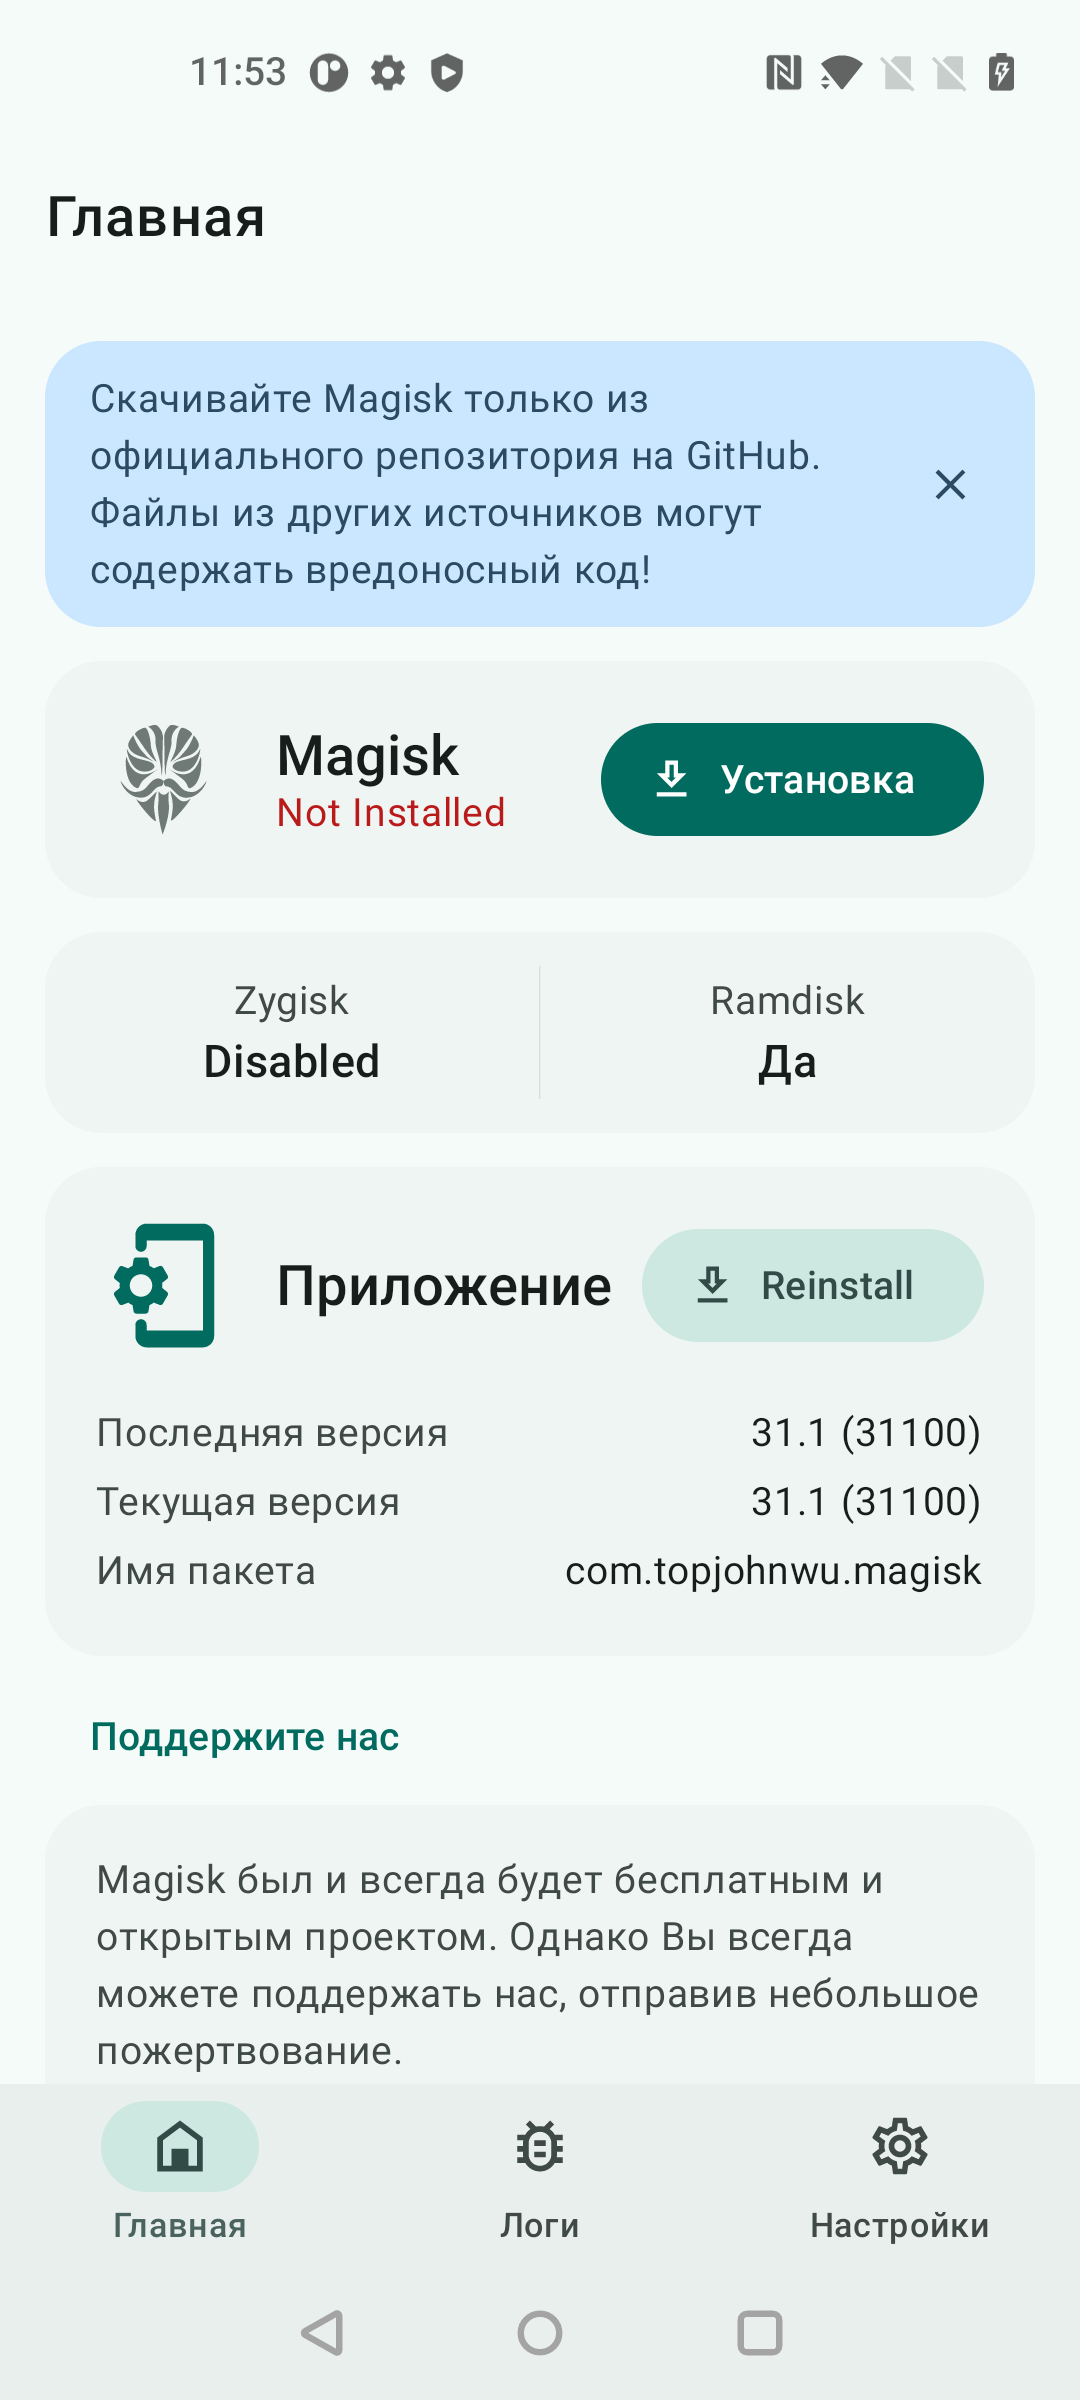 11:53
Главная
Скачивайте Magisk только из
официального репозитория на GitHub.
Файлы из других источников могут
содержать вредоносный код!
Magisk
Not Installed
Установка
Zygisk
Disabled
Ramdisk
Да
Приложение
Reinstall
Последняя версия 31.1 (31100)
Текущая версия 31.1 (31100)
Имя пакета com.topjohnwu.magisk
Поддержите нас
Magisk был и всегда будет бесплатным и
открытым проектом. Однако Вы всегда
можете поддержать нас, отправив небольшое
пожертвование.
Главная
Логи
Настройки